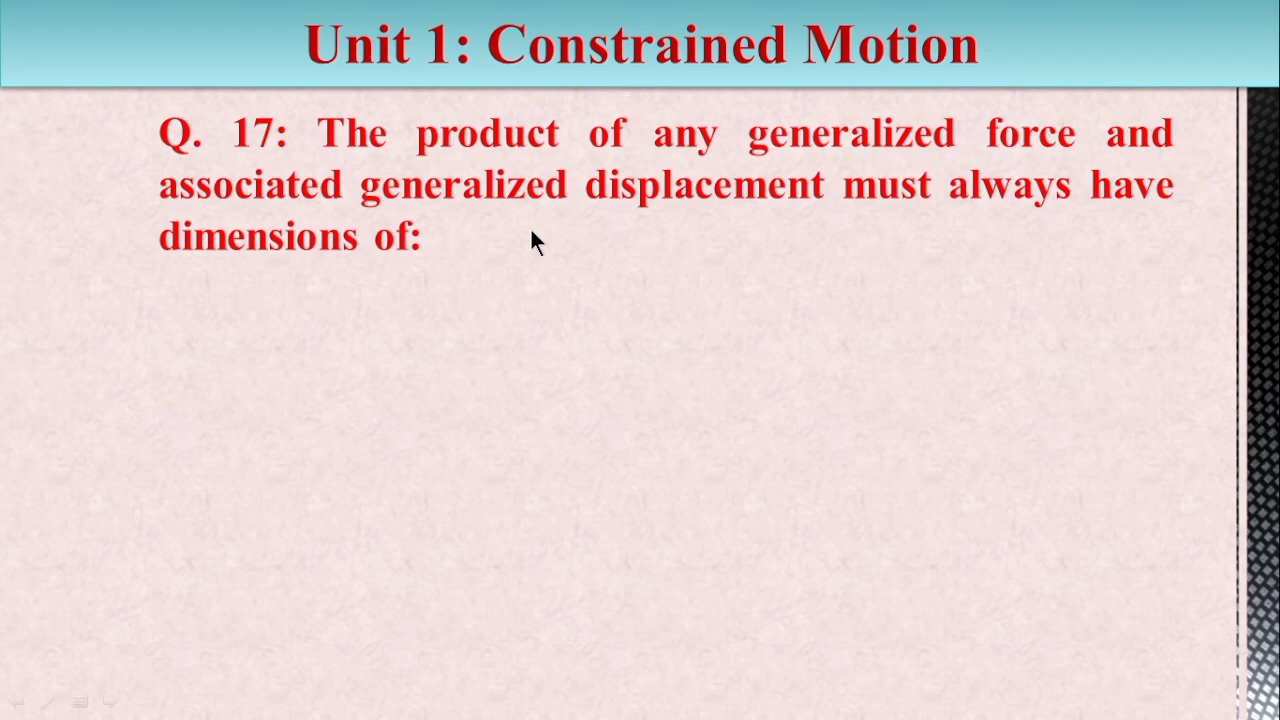 Unit 1: Constrained Motion
Q. 17: The product of any generalized force and
associated generalized displacement must always have
dimensions of: